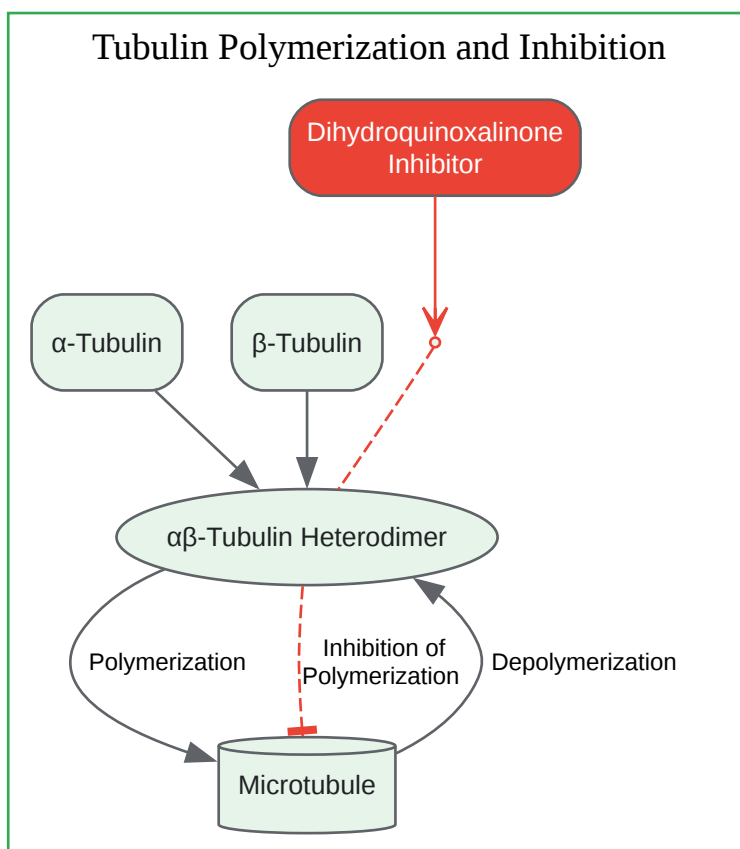 Tubulin Polymerization and Inhibition
Dihydroquinoxalinone
Inhibitor
α-Tubulin
β-Tubulin
αβ-Tubulin Heterodimer
Polymerization
Inhibition of
Polymerization
Depolymerization
Microtubule